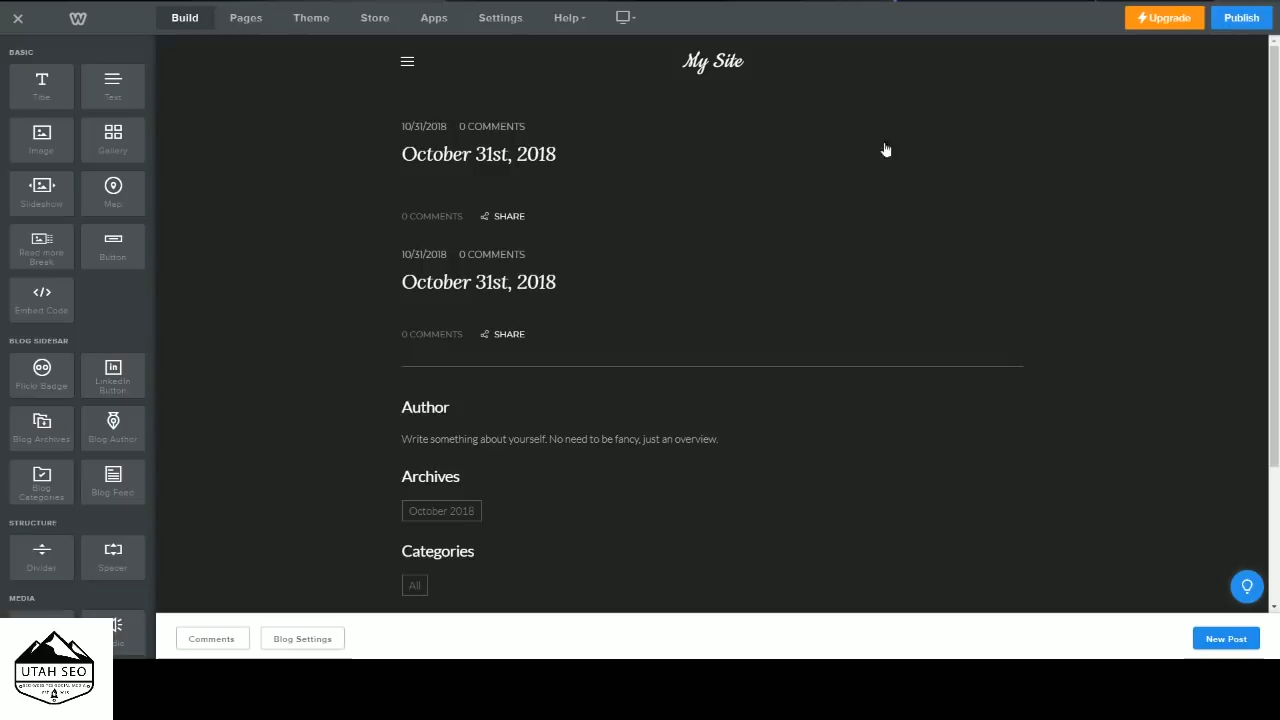 Build Pages Theme Store Apps Settings Help Upgrade Publish
BASIC
Title Text
Image Gallery
Slideshow Map
Read more Break Button
Embed Code
BLOG SIDEBAR
Flickr Badge LinkedIn Button
Blog Archives Blog Author
Blog Categories Blog Feed
STRUCTURE
Divider Spacer
MEDIA
My Site
10/31/2018 0 COMMENTS
October 31st, 2018
0 COMMENTS SHARE
10/31/2018 0 COMMENTS
October 31st, 2018
0 COMMENTS SHARE
Author
Write something about yourself. No need to be fancy, just an overview.
Archives
October 2018
Categories
All
Comments Blog Settings New Post
UTAH SEO